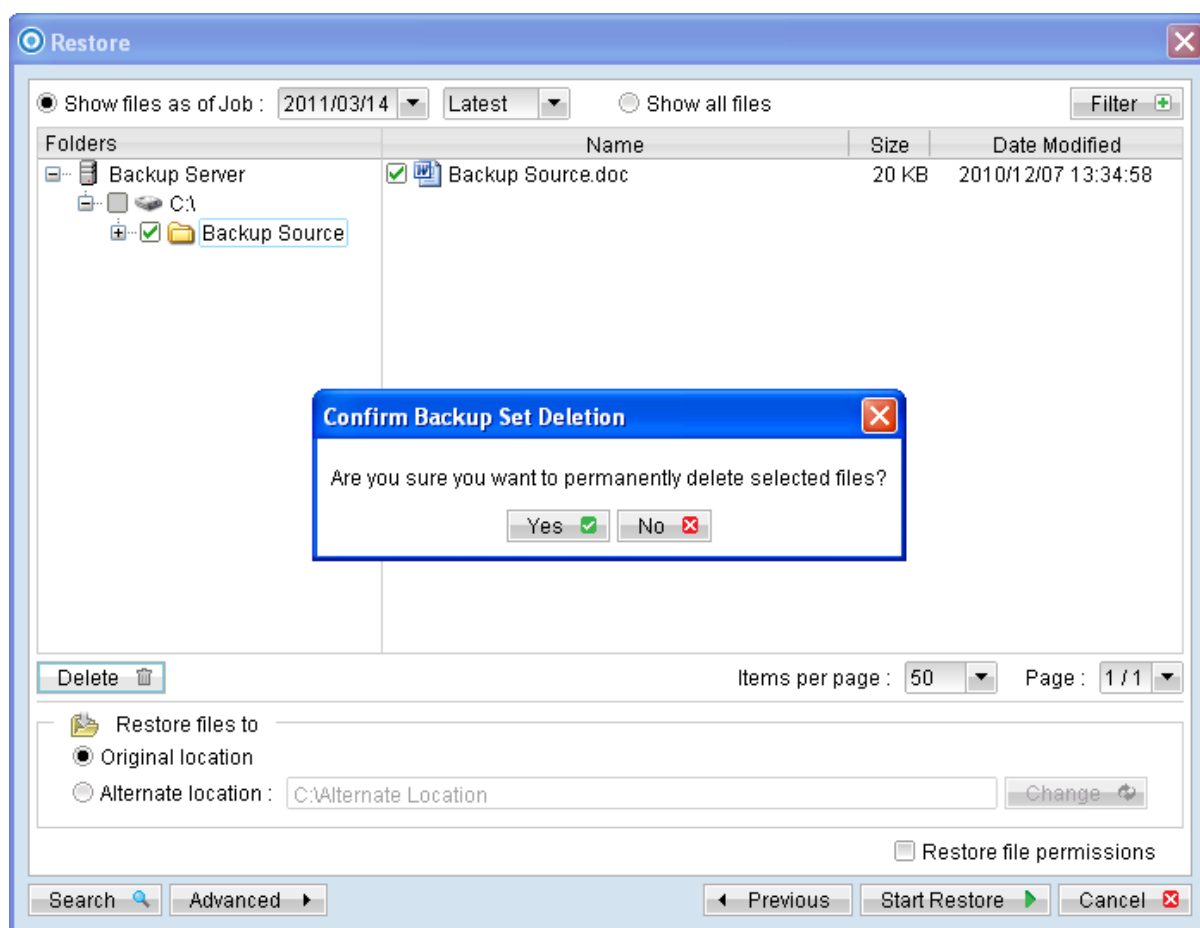 Restore
Show files as of Job : 2011/03/14 Latest Show all files Filter
Folders Name Size Date Modified
Backup Server Backup Source.doc 20 KB 2010/12/07 13:34:58
C:\
Backup Source
Confirm Backup Set Deletion
Are you sure you want to permanently delete selected files?
Yes No
Delete Items per page : 50 Page : 1 / 1
Restore files to
Original location
Alternate location : C:\Alternate Location Change
Restore file permissions
Search Advanced Previous Start Restore Cancel